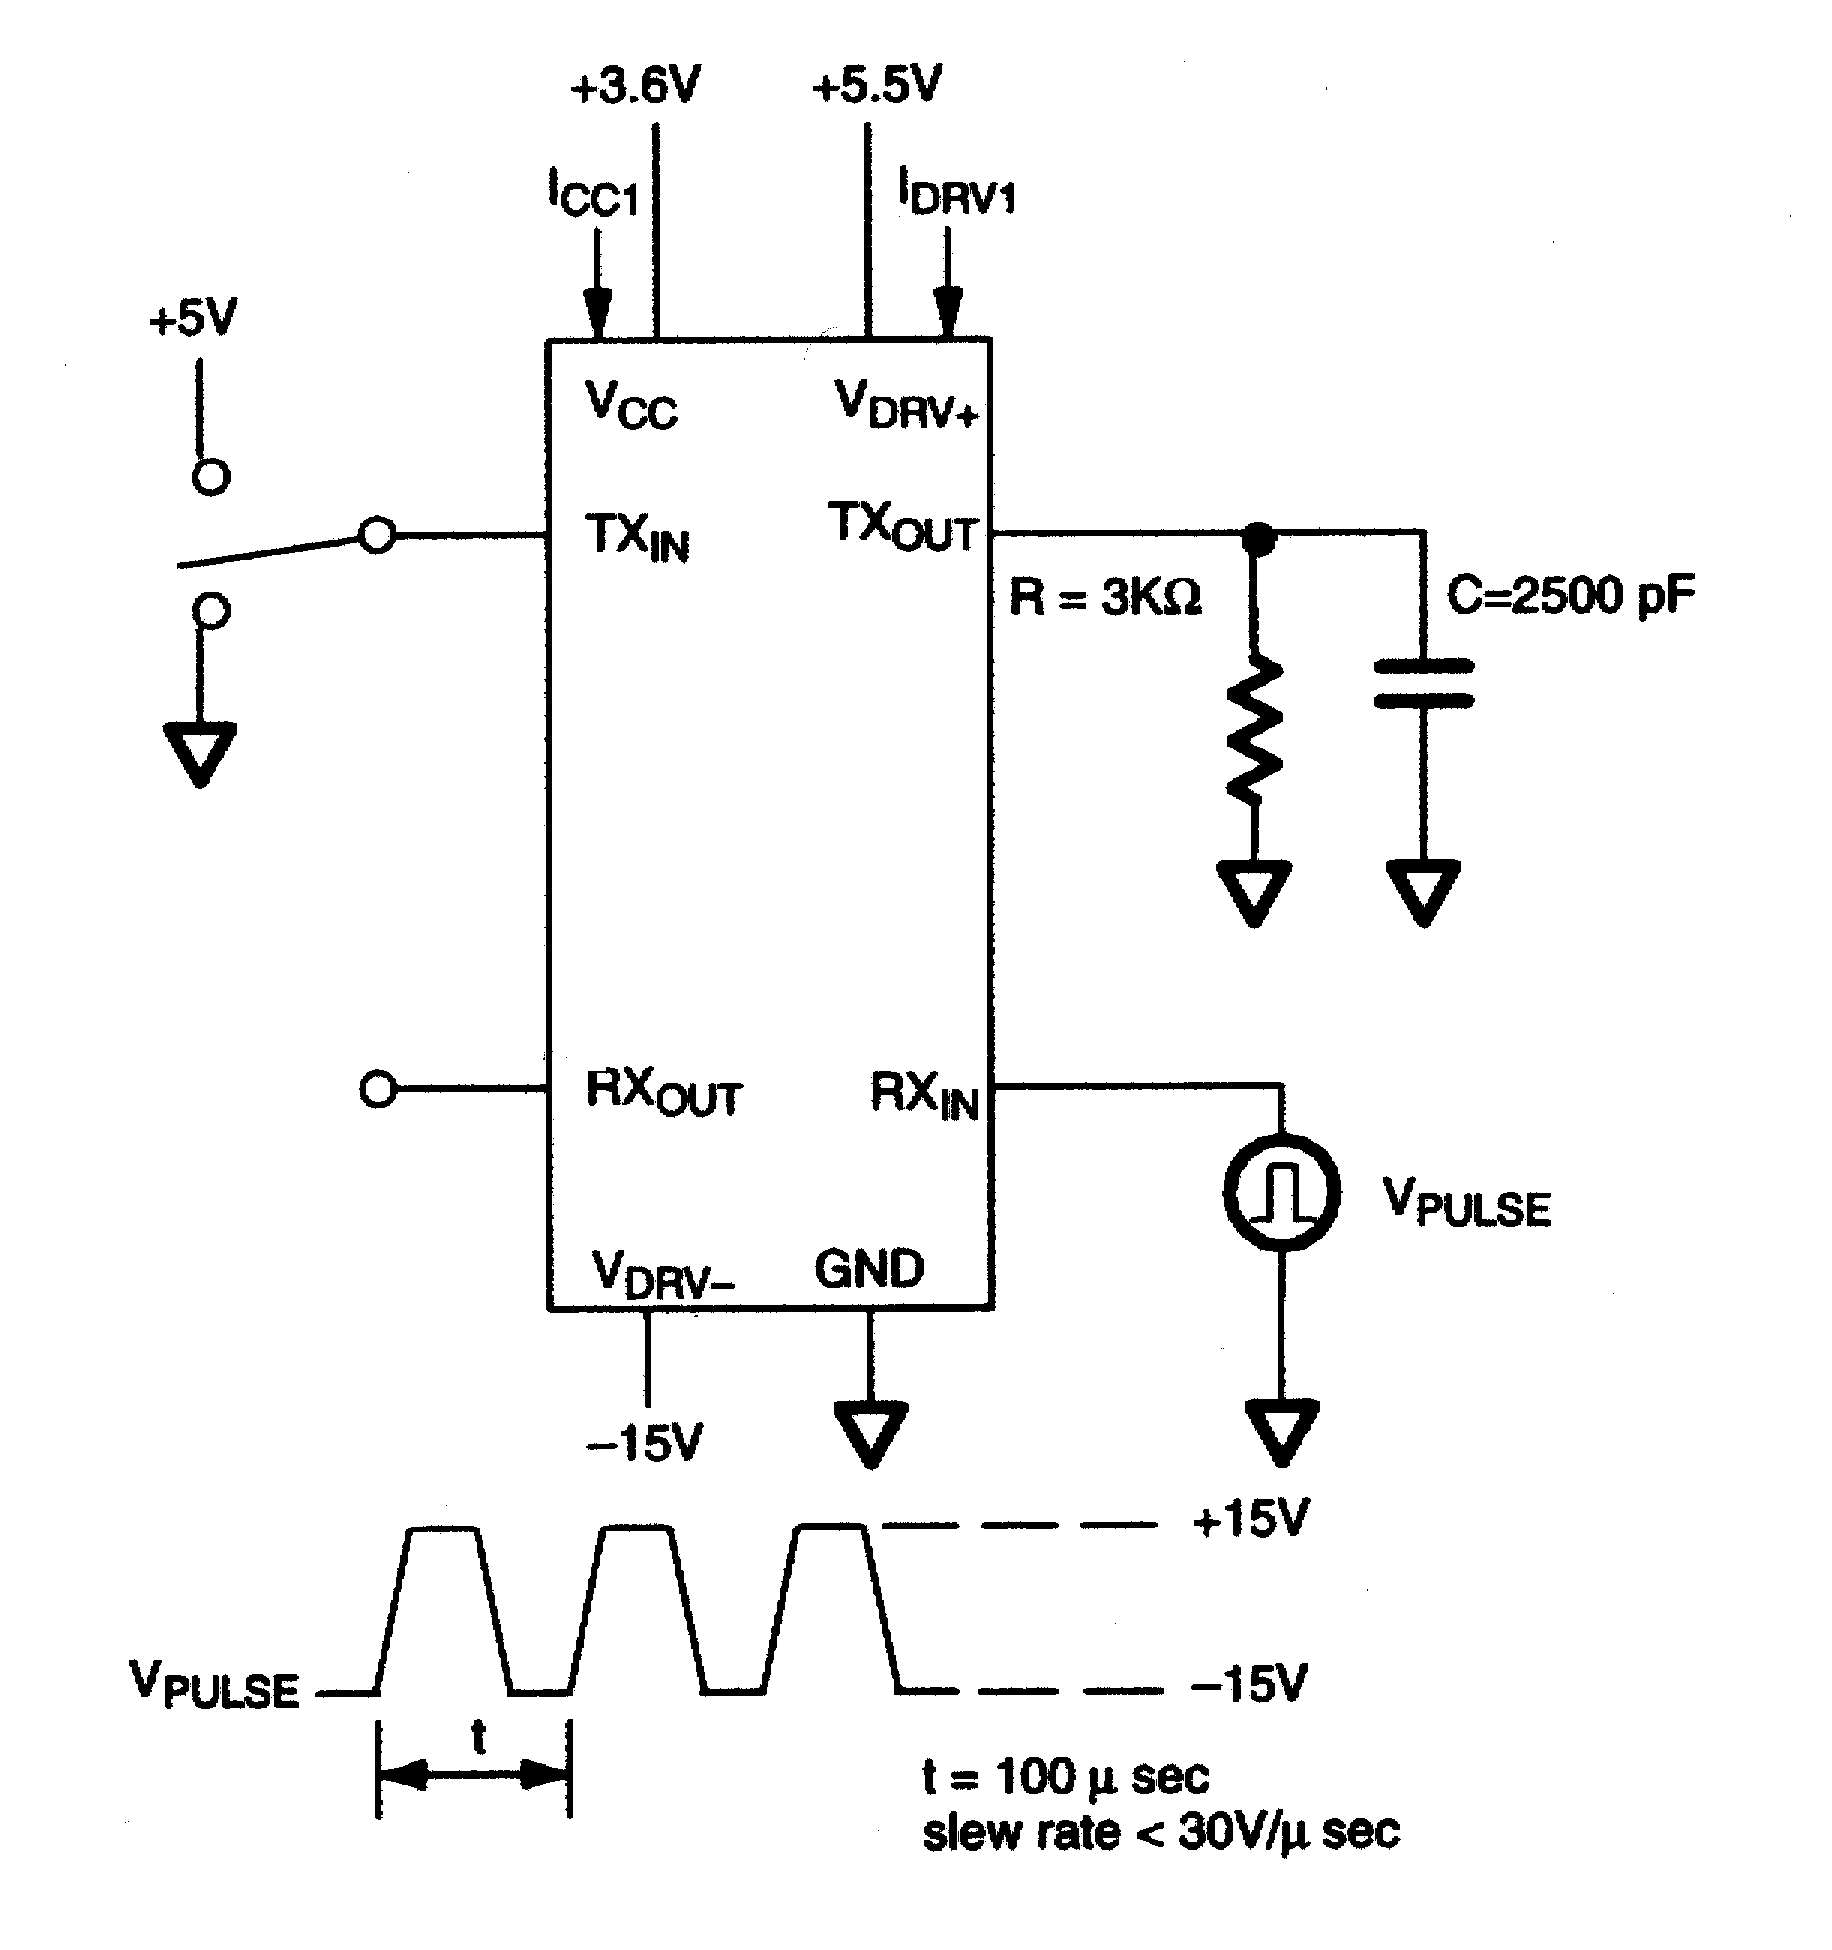 +3.6V
+5.5V
ICC1
IDRV1
+5V
VCC
VDRV+
TXIN
TXOUT
R = 3KΩ
C=2500 pF
RXOUT
RXIN
VPULSE
VDRV−
GND
−15V
+15V
VPULSE
−15V
t
t = 100 µ sec
slew rate < 30V/µ sec